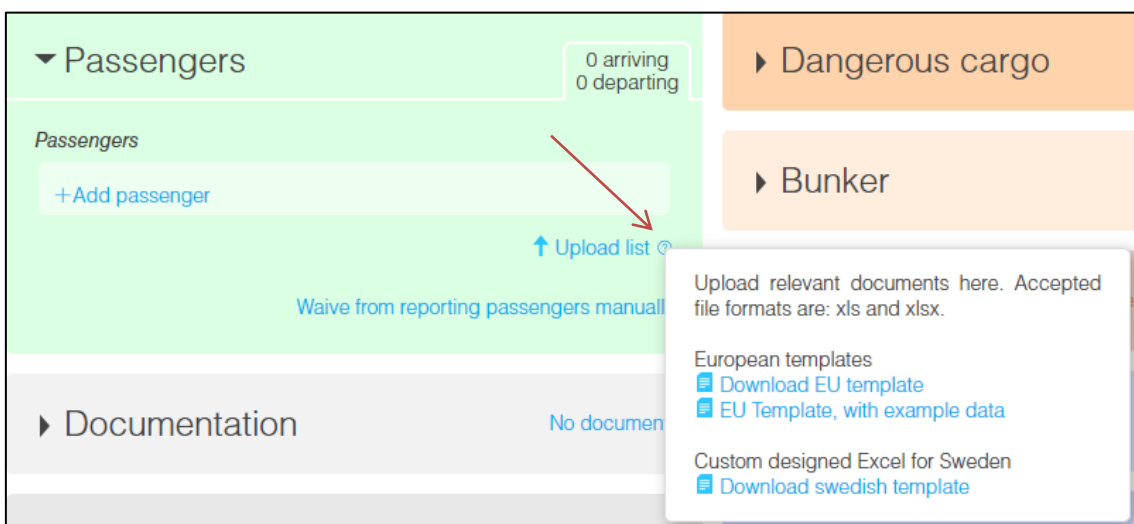 Passengers
0 arriving
0 departing
Passengers
+Add passenger
Upload list ?
Waive from reporting passengers manuall
Documentation
No documen
Dangerous cargo
Bunker
Upload relevant documents here. Accepted
file formats are: xls and xlsx.
European templates
Download EU template
EU Template, with example data
Custom designed Excel for Sweden
Download swedish template